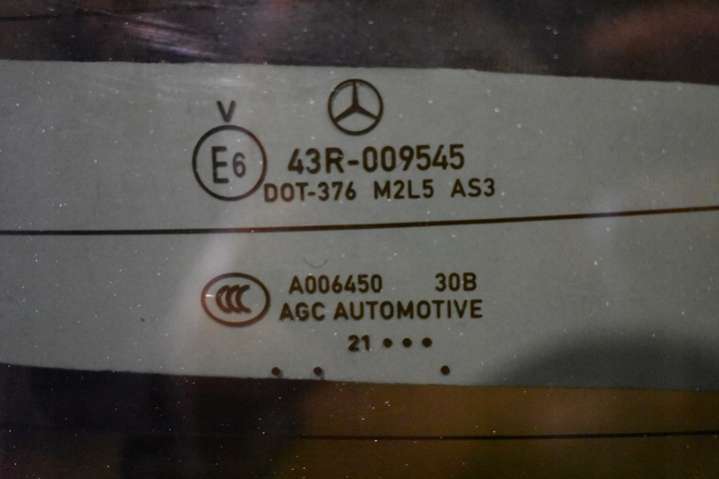 V
E6 43R-009545
DOT-376 M2L5 AS3
CCC A006450 30B
AGC AUTOMOTIVE
21 •••